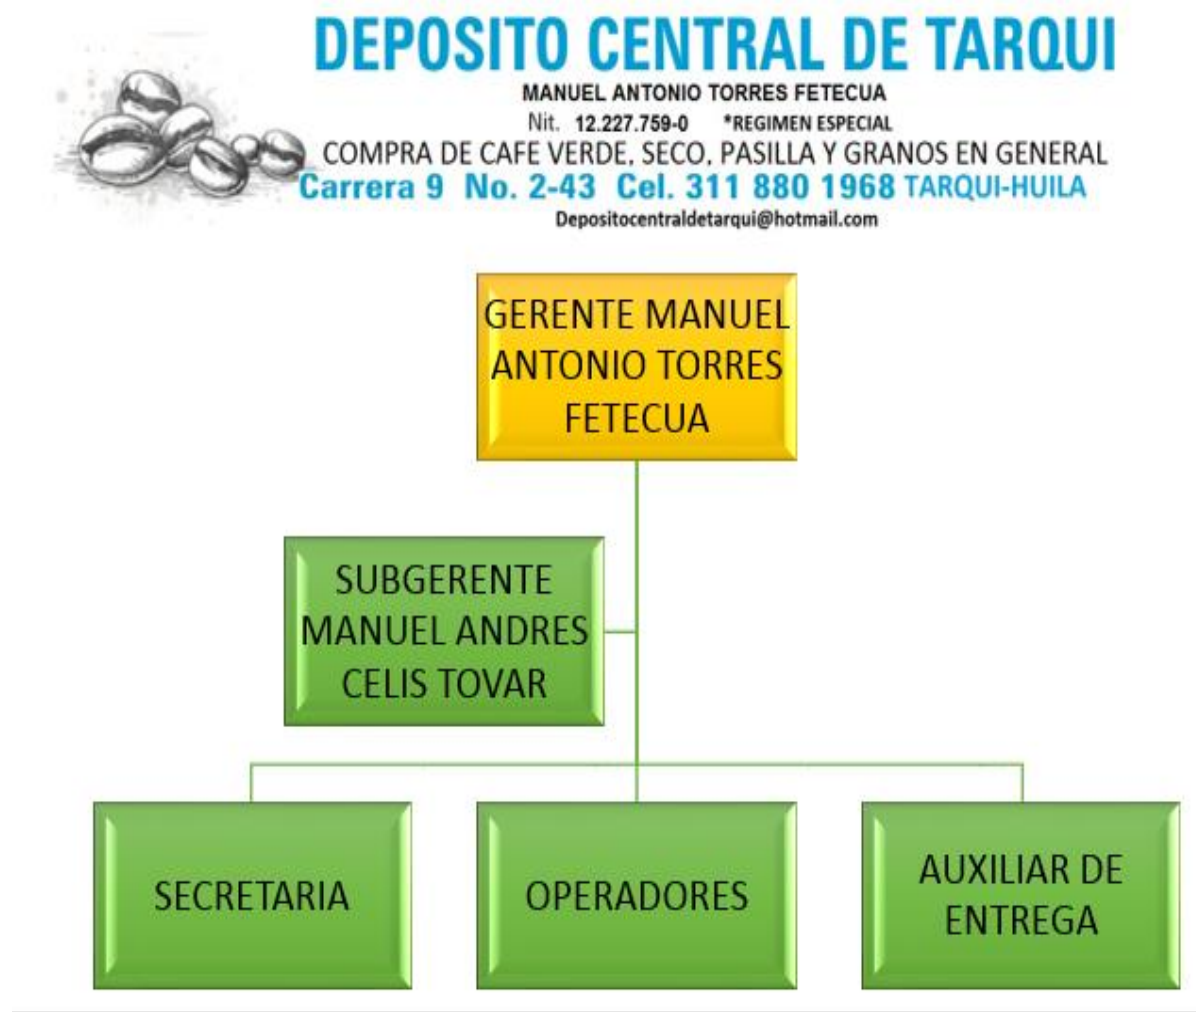 DEPOSITO CENTRAL DE TARQUI
MANUEL ANTONIO TORRES FETECUA
Nit. 12.227.759-0 *REGIMEN ESPECIAL
COMPRA DE CAFE VERDE, SECO, PASILLA Y GRANOS EN GENERAL
Carrera 9 No. 2-43 Cel. 311 880 1968 TARQUI-HUILA
Depositocentraldetarqui@hotmail.com
GERENTE MANUEL
ANTONIO TORRES
FETECUA
SUBGERENTE
MANUEL ANDRES
CELIS TOVAR
SECRETARIA
OPERADORES
AUXILIAR DE
ENTREGA